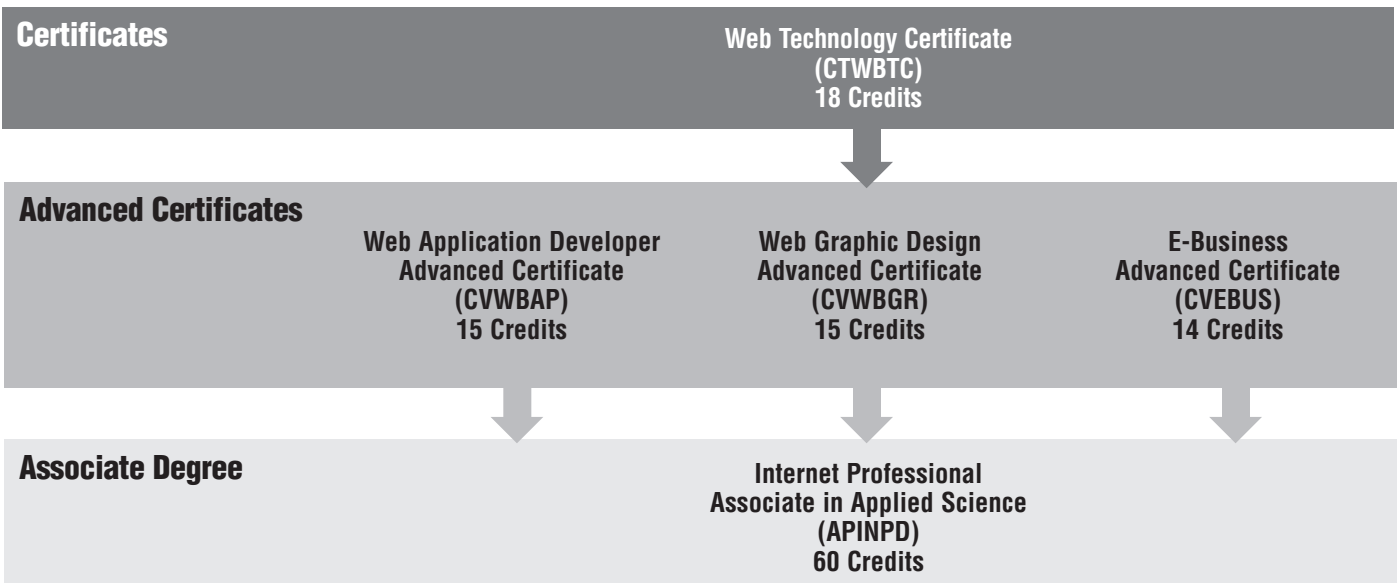 Certificates
Web Technology Certificate
(CTWBTC)
18 Credits
Advanced Certificates
Web Application Developer
Advanced Certificate
(CVWBAP)
15 Credits
Web Graphic Design
Advanced Certificate
(CVWBGR)
15 Credits
E-Business
Advanced Certificate
(CVEBUS)
14 Credits
Associate Degree
Internet Professional
Associate in Applied Science
(APINPD)
60 Credits